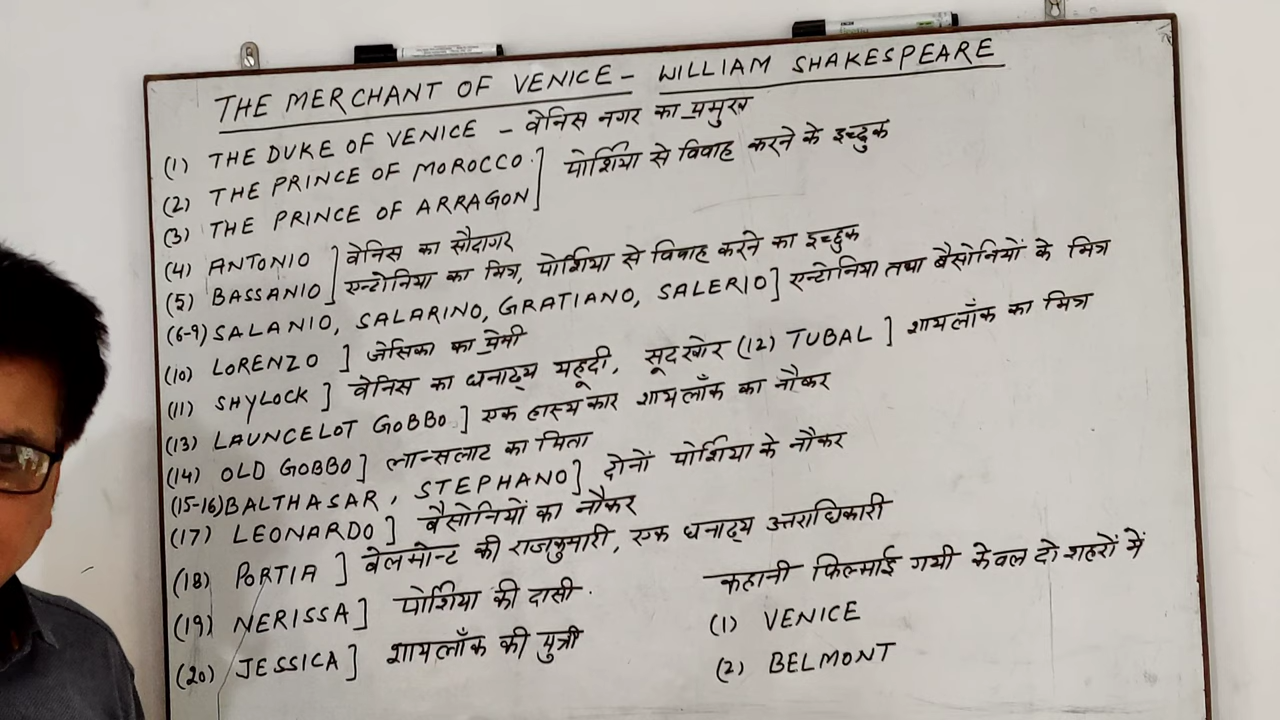 THE MERCHANT OF VENICE – WILLIAM SHAKESPEARE
(1) THE DUKE OF VENICE – वेनिस नगर का प्रमुख
(2) THE PRINCE OF MOROCCO ] पोर्शिया से विवाह करने के इच्छुक
(3) THE PRINCE OF ARRAGON ]
(4) ANTONIO ] वेनिस का सौदागर
(5) BASSANIO ] एन्टोनिया का मित्र, पोर्शिया से विवाह करने का इच्छुक
(6-9) SALANIO, SALARINO, GRATIANO, SALERIO ] एन्टोनिया तथा बैसोनियों के मित्र
(10) LORENZO ] जेसिका का प्रेमी
(11) SHYLOCK ] वेनिस का धनाढ्य यहूदी, सूदखोर (12) TUBAL ] शायलॉक का मित्र
(13) LAUNCELOT GOBBO ] एक हास्यकार शायलॉक का नौकर
(14) OLD GOBBO ] लान्सलाट का पिता
(15-16) BALTHASAR, STEPHANO ] दोनों पोर्शिया के नौकर
(17) LEONARDO ] बैसोनियों का नौकर
(18) PORTIA ] वेलमोन्ट की राजकुमारी, एक धनाढ्य उत्तराधिकारी
(19) NERISSA ] पोर्शिया की दासी.
(20) JESSICA ] शायलॉक की पुत्री
कहानी फिल्माई गयी केवल दो शहरों में
(1) VENICE
(2) BELMONT